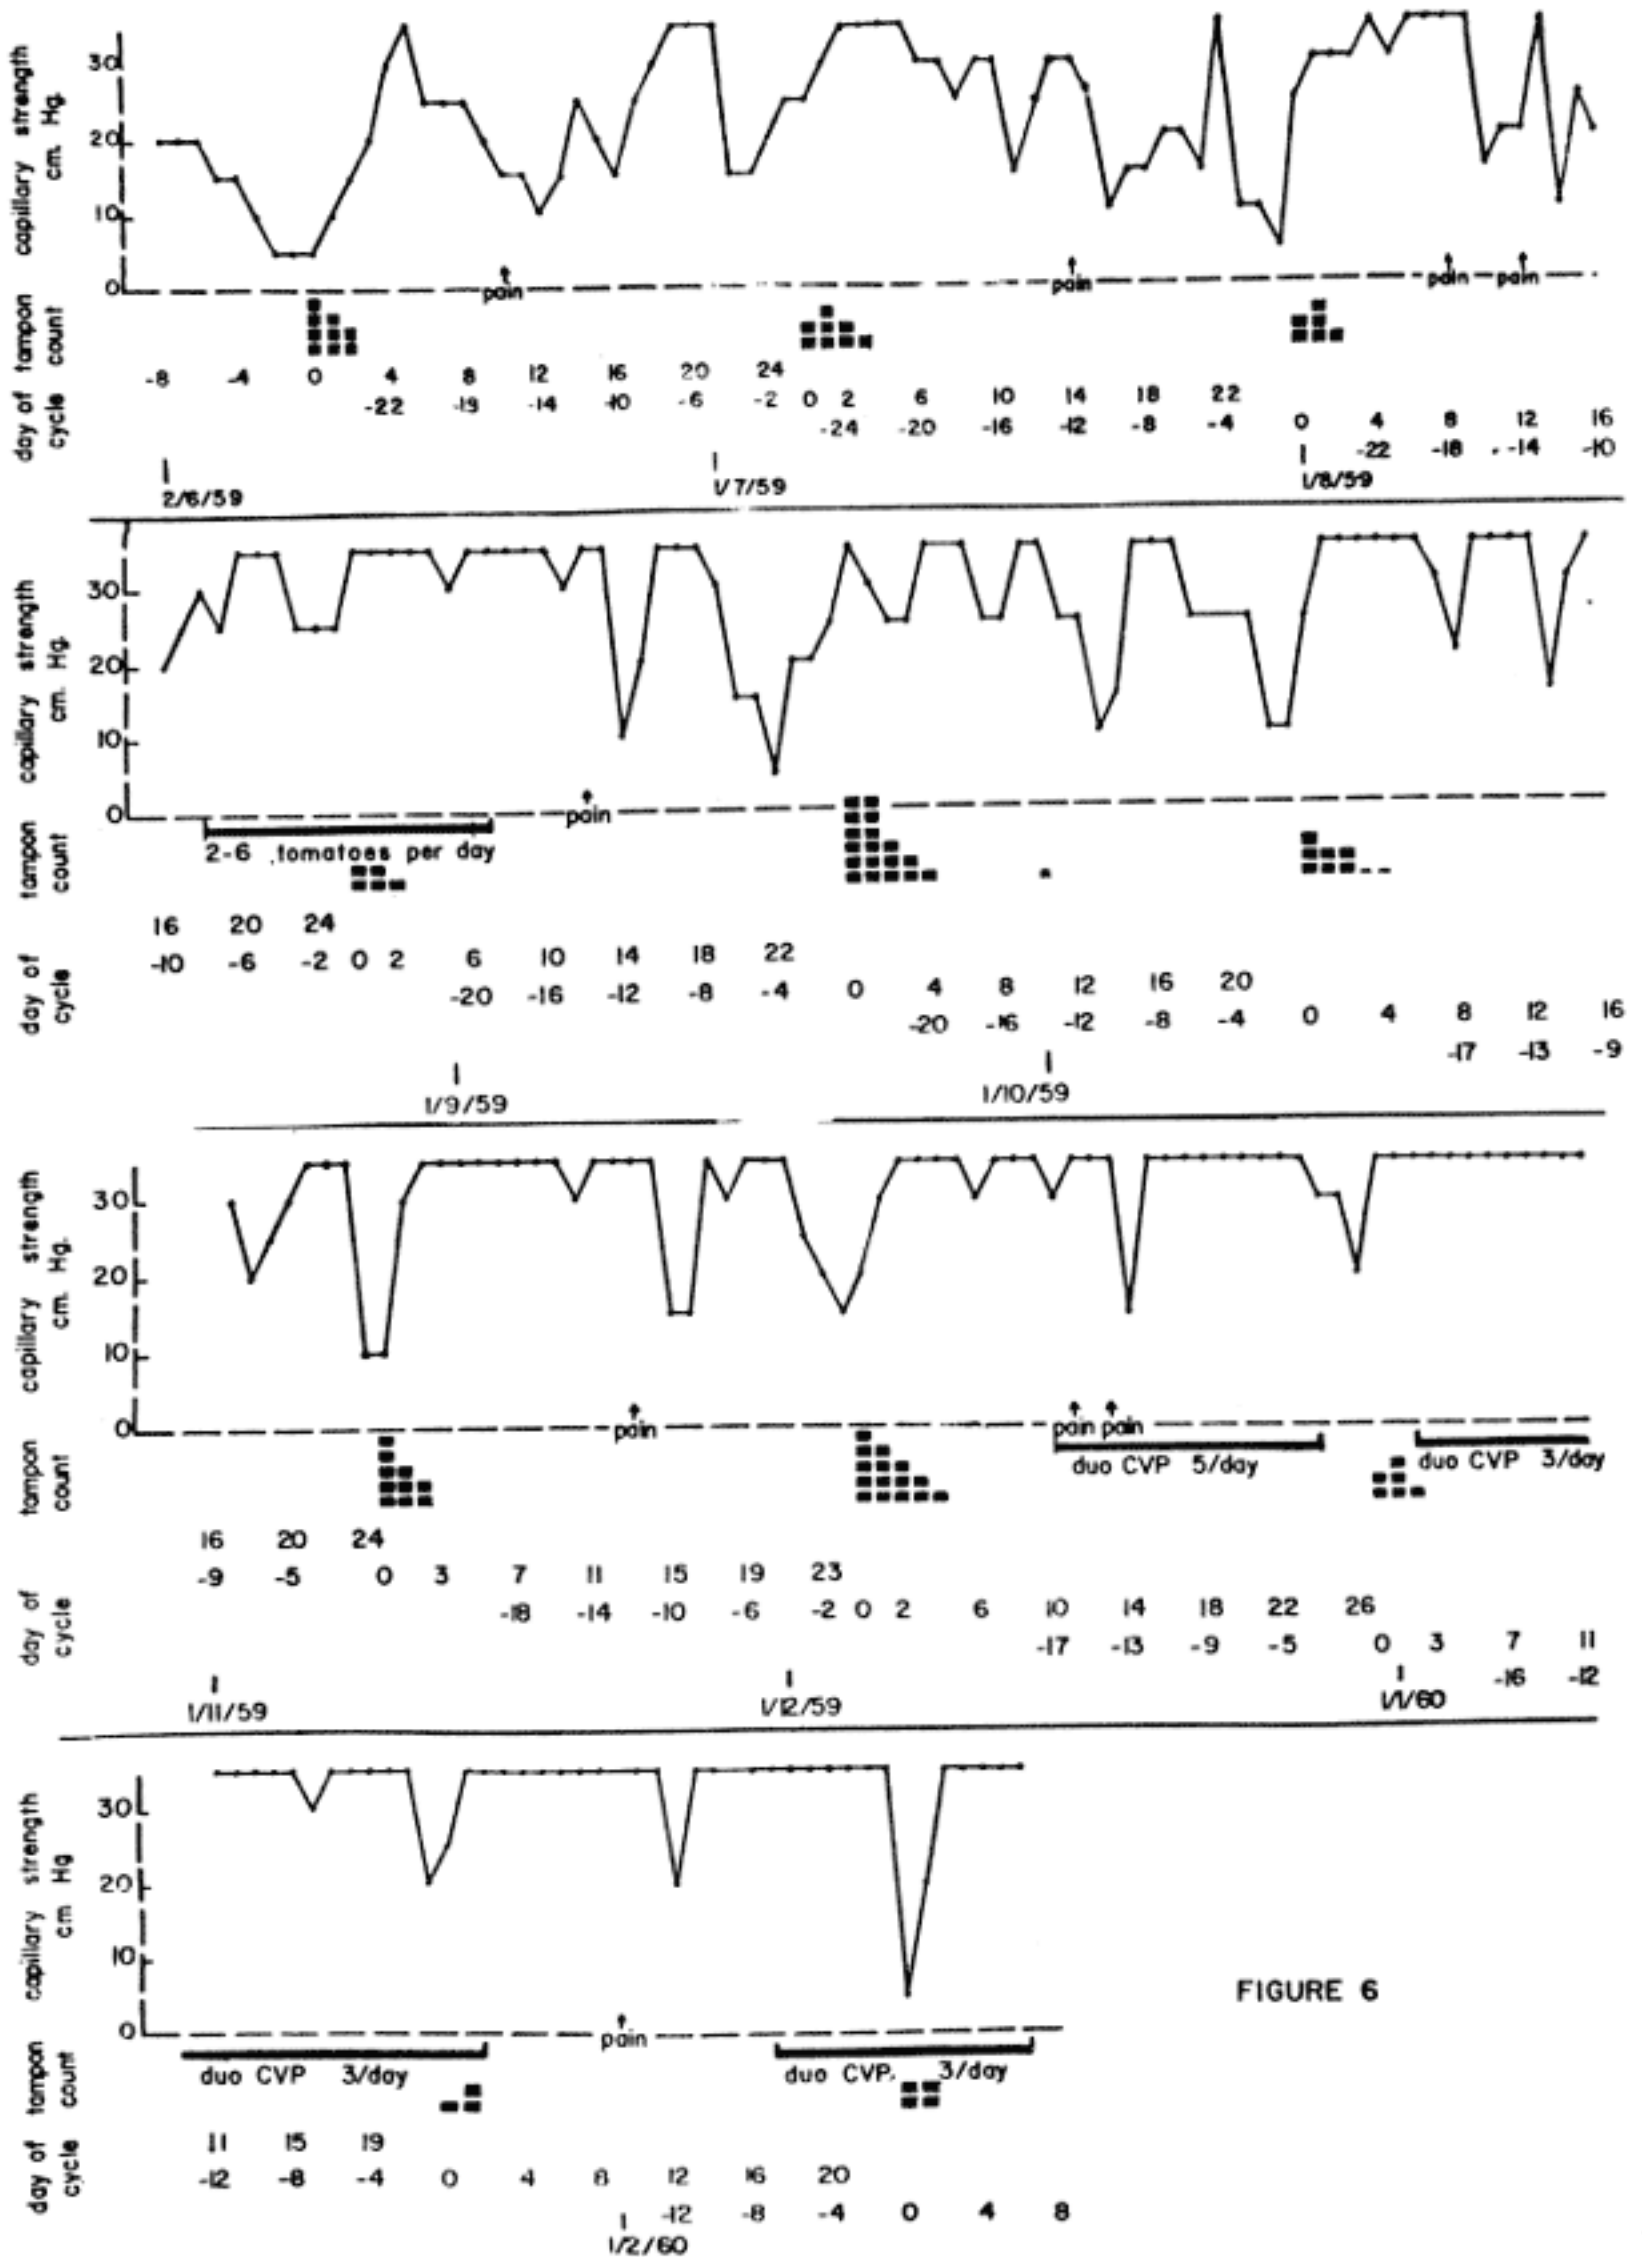 capillary strength
cm. Hg.
30
20
10
0
pain pain pain pain
tampon
count
day of
cycle
-8 -4 0 4 8 12 16 20 24
-22 -14 -10 -6 -2 0 2 6 10 14 18 22
-24 -20 -16 -12 -8 -4 0 4 8 12 16
-22 -18 -14 -10
2/6/59 1/7/59 1/8/59
capillary strength
cm. Hg.
30
20
10
0
pain
2-6 tomatoes per day
tampon
count
day of
cycle
16 20 24
-10 -6 -2 0 2 6 10 14 18 22
-20 -16 -12 -8 -4 0 4 8 12 16 20
-20 -16 -12 -8 -4 0 4 8 12 16
-17 -13 -9
1/9/59 1/10/59
capillary strength
cm. Hg.
30
20
10
0
pain pain pain
duo CVP 5/day duo CVP 3/day
tampon
count
day of
cycle
16 20 24
-9 -5 0 3 7 11 15 19 23
-18 -14 -10 -6 -2 0 2 6 10 14 18 22 26
-17 -13 -9 -5 0 3 7 11
-16 -12
1/11/59 1/12/59 1/1/60
capillary strength
cm Hg
30
20
10
0
pain
duo CVP 3/day duo CVP. 3/day
tampon
count
day of
cycle
11 15 19
-12 -8 -4 0 4 8 12 16 20
-12 -8 -4 0 4 8
1/2/60
FIGURE 6